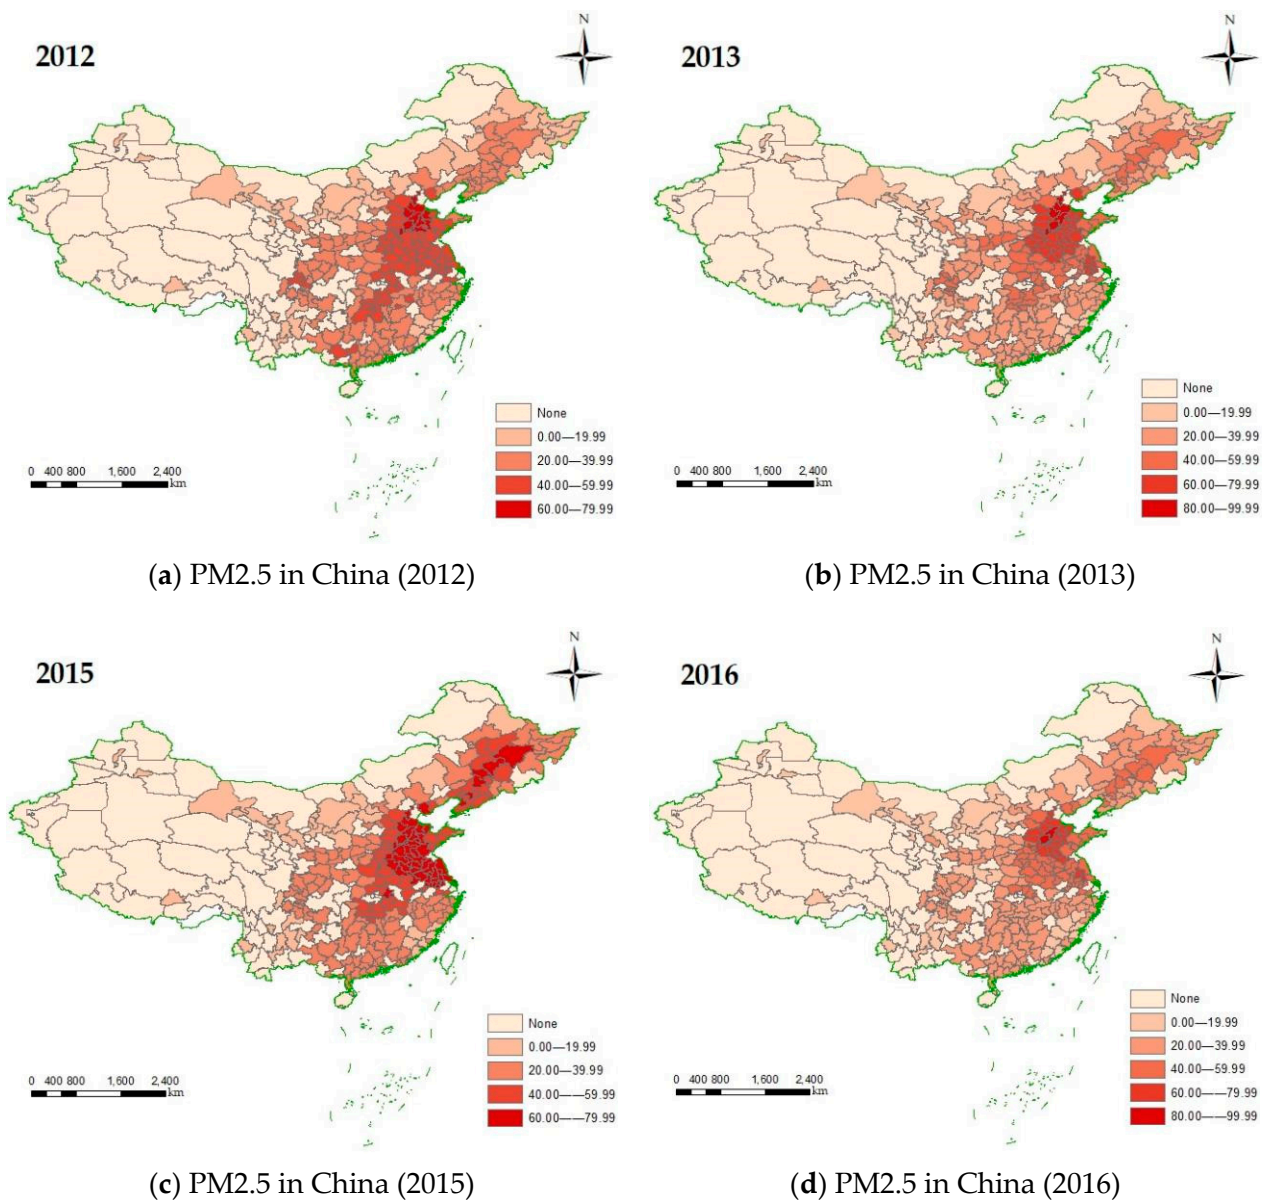 N
2012
None
0.00—19.99
20.00—39.99
40.00—59.99
60.00—79.99
0 400 800 1,600 2,400
km
(a) PM2.5 in China (2012)
N
2013
None
0.00—19.99
20.00—39.99
40.00—59.99
60.00—79.99
80.00—99.99
0 400 800 1,600 2,400
km
(b) PM2.5 in China (2013)
N
2015
None
0.00—19.99
20.00—39.99
40.00——59.99
60.00——79.99
0 400 800 1,600 2,400
km
(c) PM2.5 in China (2015)
N
2016
None
0.00—19.99
20.00—39.99
40.00—59.99
60.00——79.99
80.00——99.99
0 400 800 1,600 2,400
km
(d) PM2.5 in China (2016)